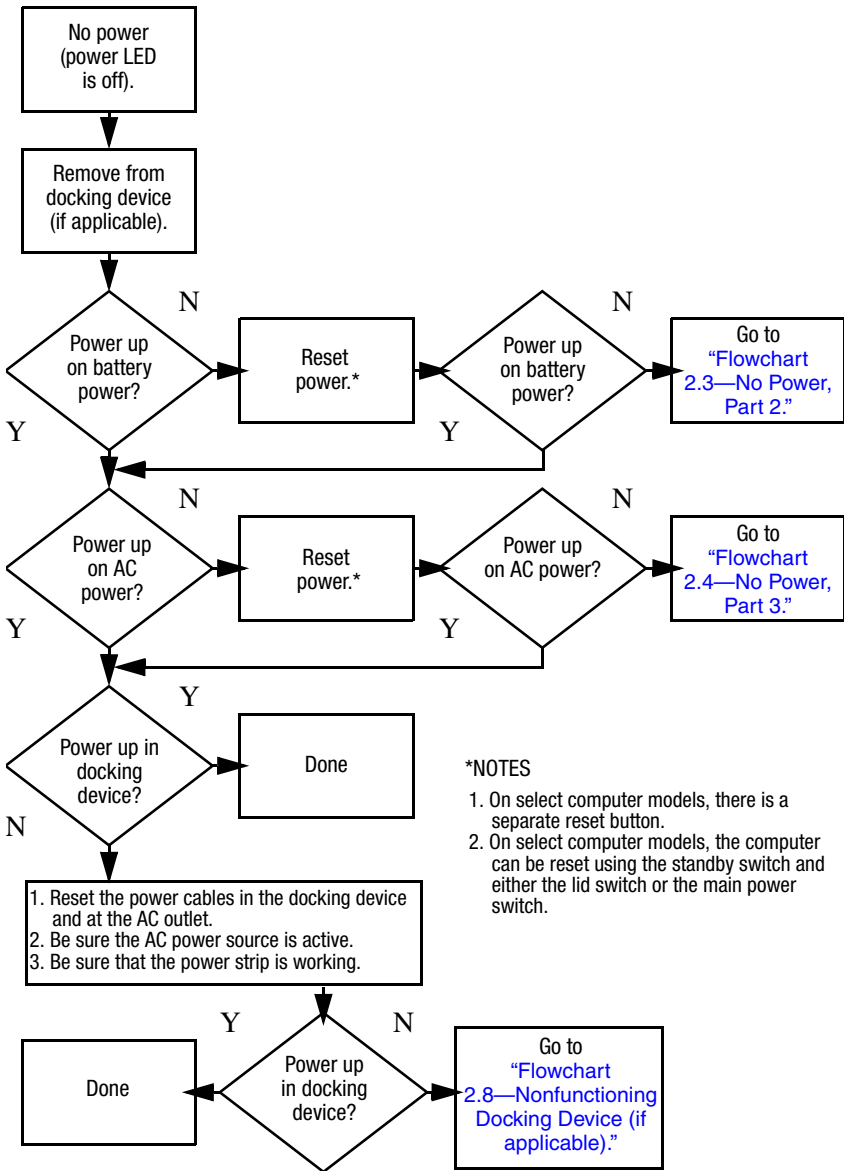 No power
(power LED
is off).
Remove from
docking device
(if applicable).
N
N
Power up
on battery
power?
Reset
power.*
Power up
on battery
power?
Go to
“Flowchart
2.3—No Power,
Part 2.”
Y
Y
N
N
Power up
on AC
power?
Reset
power.*
Power up
on AC power?
Go to
“Flowchart
2.4—No Power,
Part 3.”
Y
Y
Y
Power up in
docking
device?
Done
N
*NOTES
1. On select computer models, there is a
separate reset button.
2. On select computer models, the computer
can be reset using the standby switch and
either the lid switch or the main power
switch.
1. Reset the power cables in the docking device
and at the AC outlet.
2. Be sure the AC power source is active.
3. Be sure that the power strip is working.
Y
N
Done
Power up
in docking
device?
Go to
“Flowchart
2.8—Nonfunctioning
Docking Device (if
applicable).”